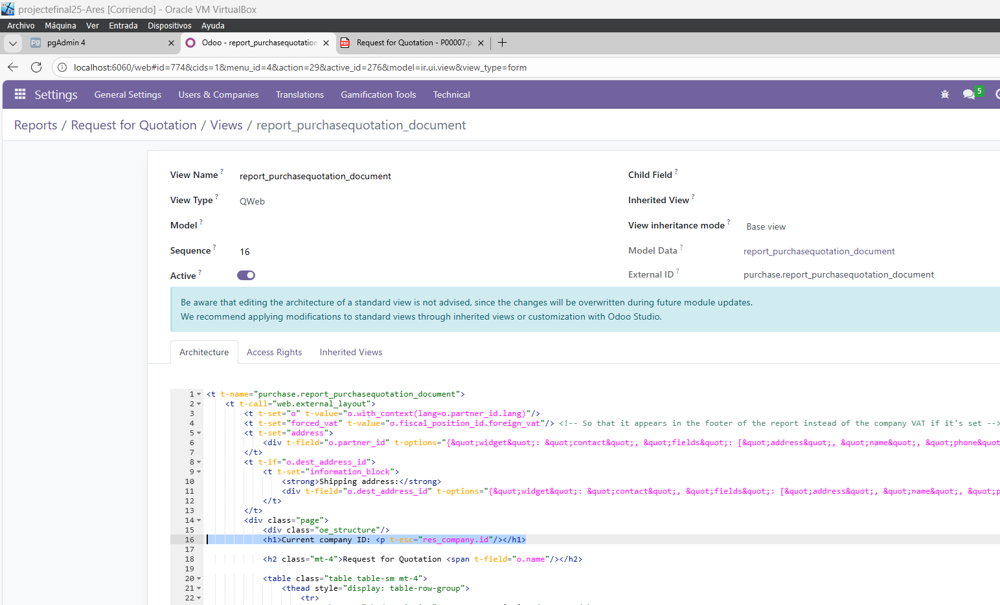 projectefinal25-Ares [Corriendo] - Oracle VM VirtualBox
Archivo Máquina Ver Entrada Dispositivos Ayuda
pgAdmin 4 Odoo - report_purchasequotation Request for Quotation - P00007.p
localhost:6060/web#id=774&cids=1&menu_id=4&action=29&active_id=276&model=ir.ui.view&view_type=form
Settings General Settings Users & Companies Translations Gamification Tools Technical 5
Reports / Request for Quotation / Views / report_purchasequotation_document
View Name ? report_purchasequotation_document Child Field ?
View Type ? QWeb Inherited View ?
Model ? View inheritance mode ? Base view
Sequence ? 16 Model Data ? report_purchasequotation_document
Active ? External ID ? purchase.report_purchasequotation_document
Be aware that editing the architecture of a standard view is not advised, since the changes will be overwritten during future module updates.
We recommend applying modifications to standard views through inherited views or customization with Odoo Studio.
Architecture Access Rights Inherited Views
1 <t t-name="purchase.report_purchasequotation_document">
2 <t t-call="web.external_layout">
3 <t t-set="o" t-value="o.with_context(lang=o.partner_id.lang)"/>
4 <t t-set="forced_vat" t-value="o.fiscal_position_id.foreign_vat"/> <!-- So that it appears in the footer of the report instead of the company VAT if it's set -->
5 <t t-set="address">
6 <div t-field="o.partner_id" t-options="{&quot;widget&quot;: &quot;contact&quot;, &quot;fields&quot;: [&quot;address&quot;, &quot;name&quot;, &quot;phone&quot
7 </t>
8 <t t-if="o.dest_address_id">
9 <t t-set="information_block">
10 <strong>Shipping address:</strong>
11 <div t-field="o.dest_address_id" t-options="{&quot;widget&quot;: &quot;contact&quot;, &quot;fields&quot;: [&quot;address&quot;, &quot;name&quot;, &quot;p
12 </t>
13 </t>
14 <div class="page">
15 <div class="oe_structure"/>
16 <h1>Current company ID: <p t-esc="res_company.id"/></h1>
17
18 <h2 class="mt-4">Request for Quotation <span t-field="o.name"/></h2>
19
20 <table class="table table-sm mt-4">
21 <thead style="display: table-row-group">
22 <tr>